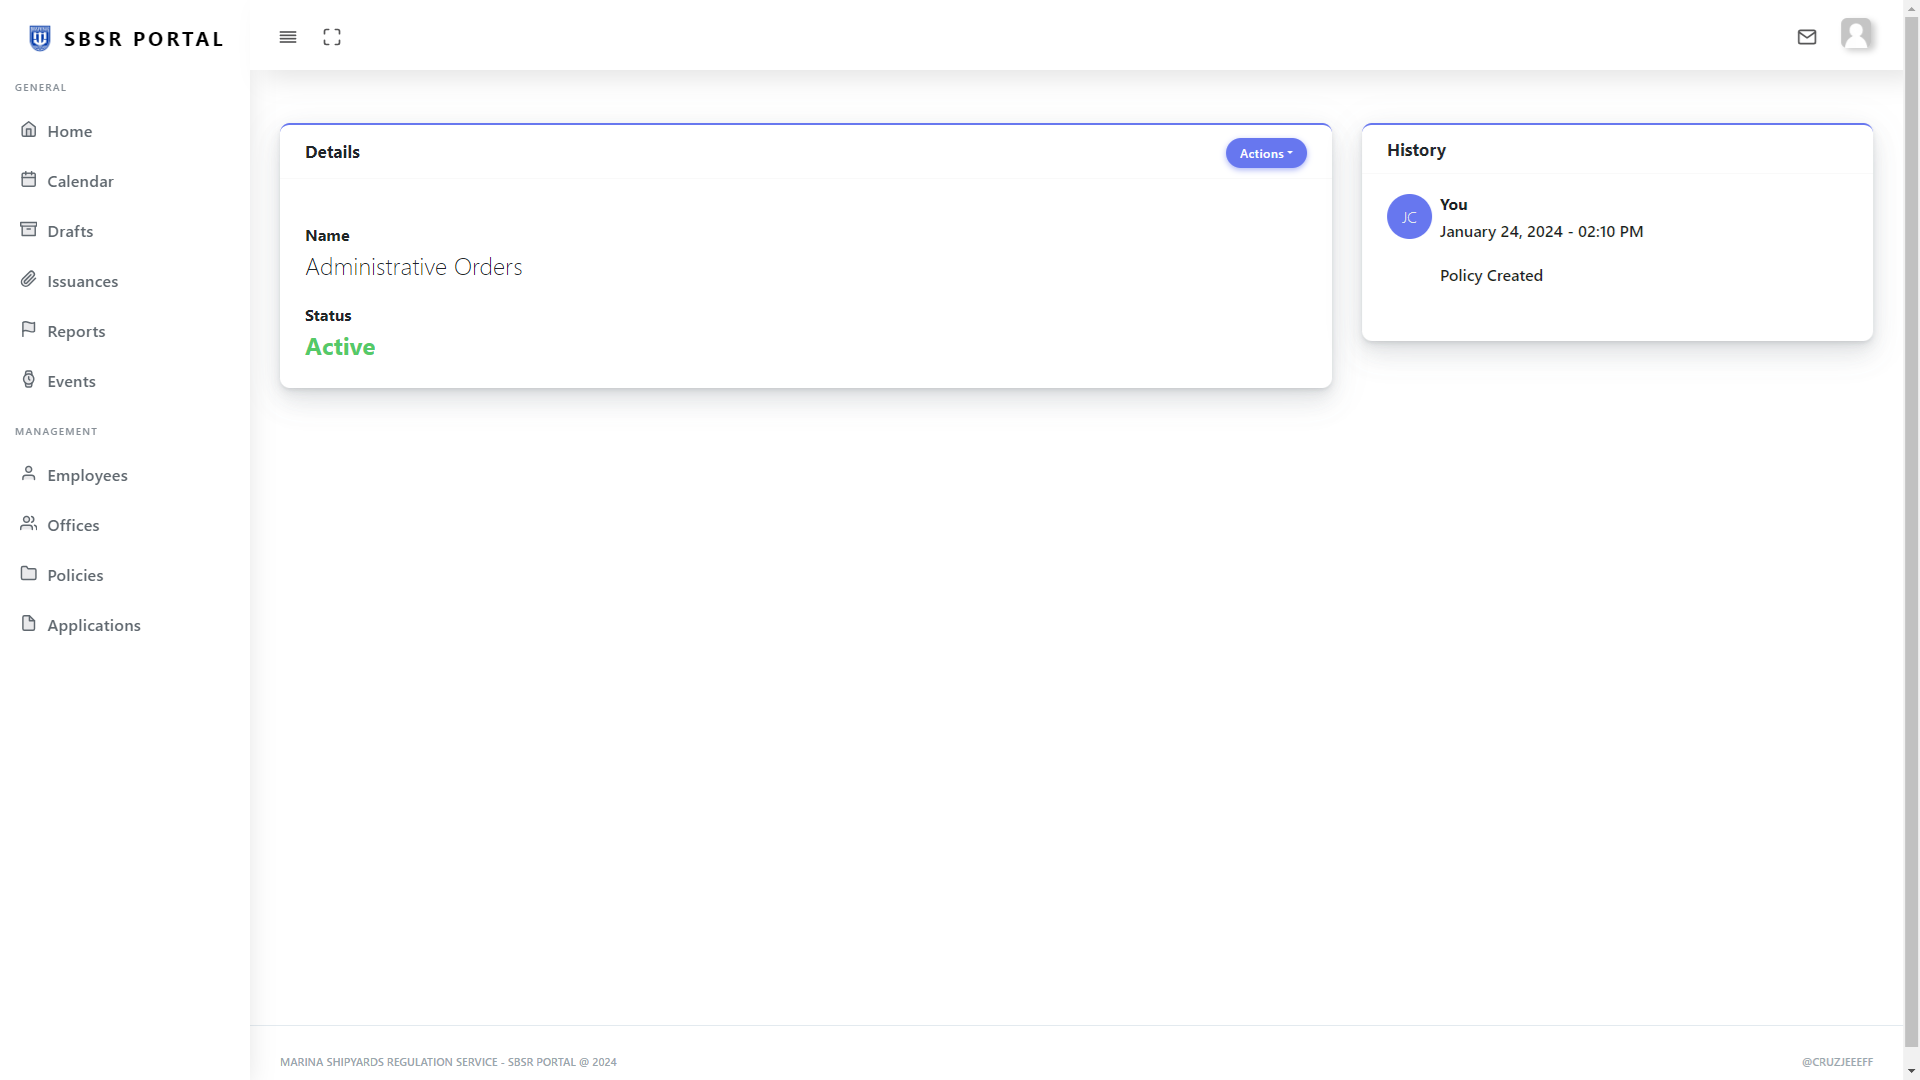 SBSR PORTAL
GENERAL
Home
Calendar
Drafts
Issuances
Reports
Events
MANAGEMENT
Employees
Offices
Policies
Applications
Details
Actions
Name
Administrative Orders
Status
Active
History
JC
You
January 24, 2024 - 02:10 PM
Policy Created
MARINA SHIPYARDS REGULATION SERVICE - SBSR PORTAL @ 2024
@CRUZJEEEFF